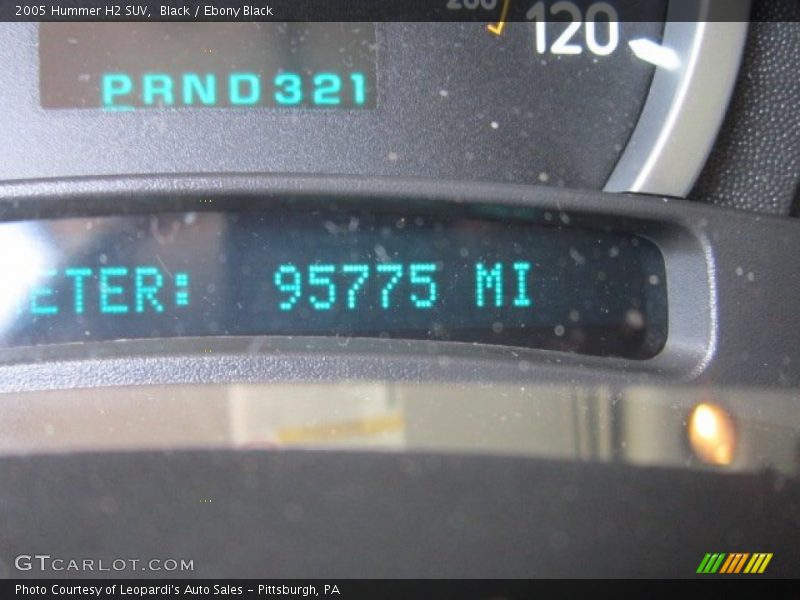 2005 Hummer H2 SUV, Black / Ebony Black
120
PRND321
ETER: 95775 MI
GTCARLOT.COM
Photo Courtesy of Leopardi's Auto Sales - Pittsburgh, PA